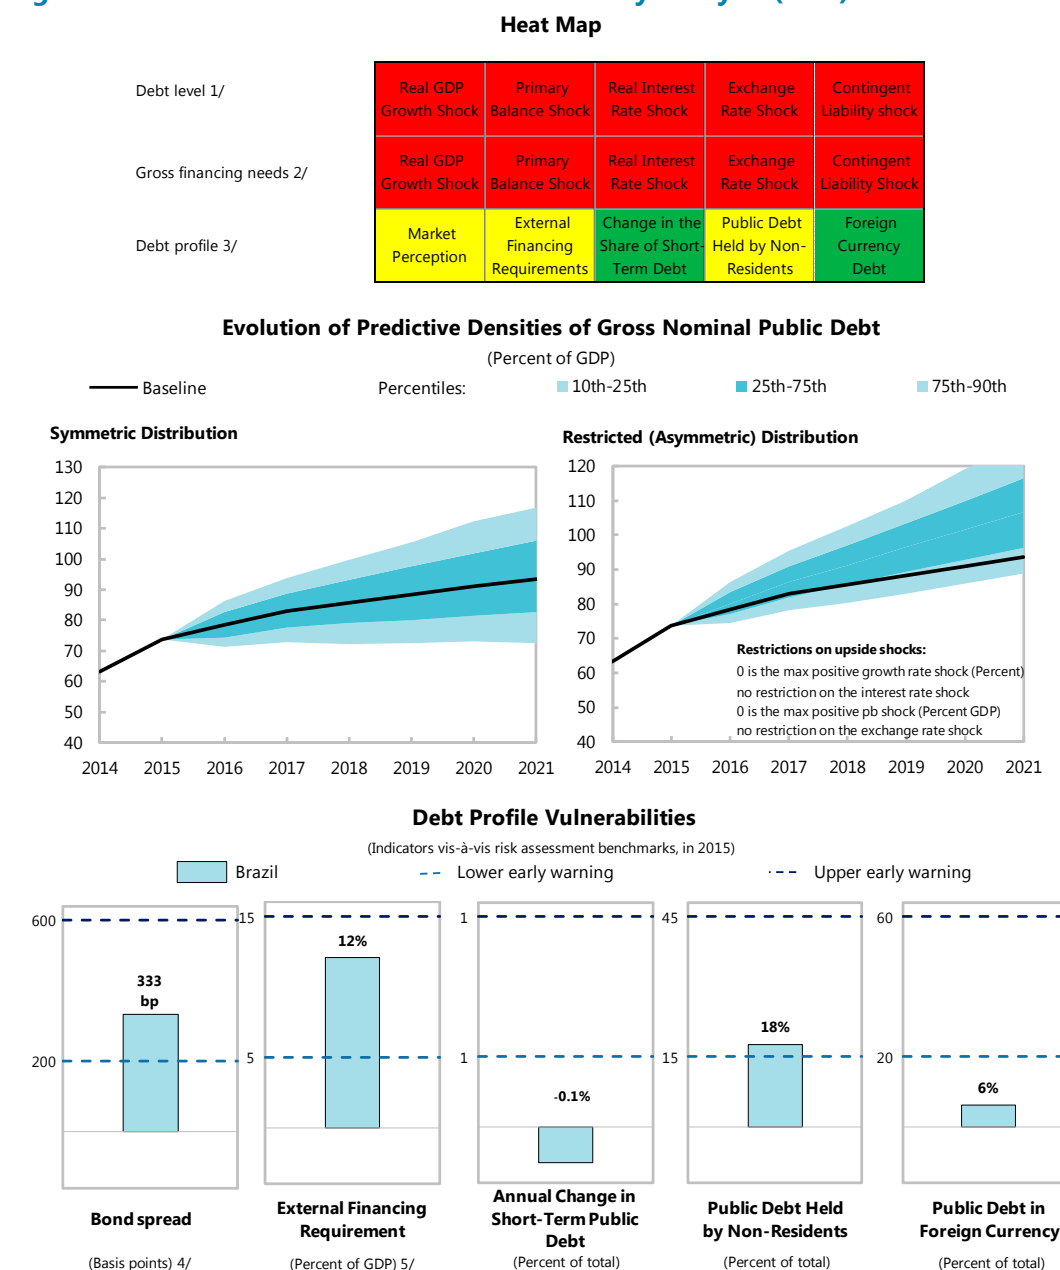 Heat Map
Debt level 1/
Real GDP Growth Shock
Primary Balance Shock
Real Interest Rate Shock
Exchange Rate Shock
Contingent Liability shock
Gross financing needs 2/
Real GDP Growth Shock
Primary Balance Shock
Real Interest Rate Shock
Exchange Rate Shock
Contingent Liability Shock
Debt profile 3/
Market Perception
External Financing Requirements
Change in the Share of Short-Term Debt
Public Debt Held by Non-Residents
Foreign Currency Debt
Evolution of Predictive Densities of Gross Nominal Public Debt
(Percent of GDP)
Baseline
Percentiles:
10th-25th
25th-75th
75th-90th
Symmetric Distribution
130
120
110
100
90
80
70
60
50
40
2014 2015 2016 2017 2018 2019 2020 2021
Restricted (Asymmetric) Distribution
120
110
100
90
80
70
60
50
40
Restrictions on upside shocks:
0 is the max positive growth rate shock (Percent)
no restriction on the interest rate shock
0 is the max positive pb shock (Percent GDP)
no restriction on the exchange rate shock
2014 2015 2016 2017 2018 2019 2020 2021
Debt Profile Vulnerabilities
(Indicators vis-à-vis risk assessment benchmarks, in 2015)
Brazil
Lower early warning
Upper early warning
600
200
333
bp
Bond spread
(Basis points) 4/
15
5
12%
External Financing
Requirement
(Percent of GDP) 5/
1
1
-0.1%
Annual Change in
Short-Term Public
Debt
(Percent of total)
45
15
18%
Public Debt Held
by Non-Residents
(Percent of total)
60
20
6%
Public Debt in
Foreign Currency
(Percent of total)